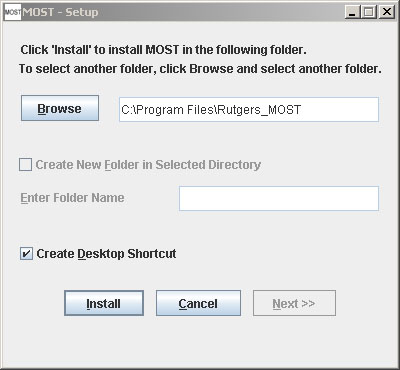 MOST MOST - Setup
Click 'Install' to install MOST in the following folder.
To select another folder, click Browse and select another folder.
Browse C:\Program Files\Rutgers_MOST
Create New Folder in Selected Directory
Enter Folder Name
Create Desktop Shortcut
Install Cancel Next >>